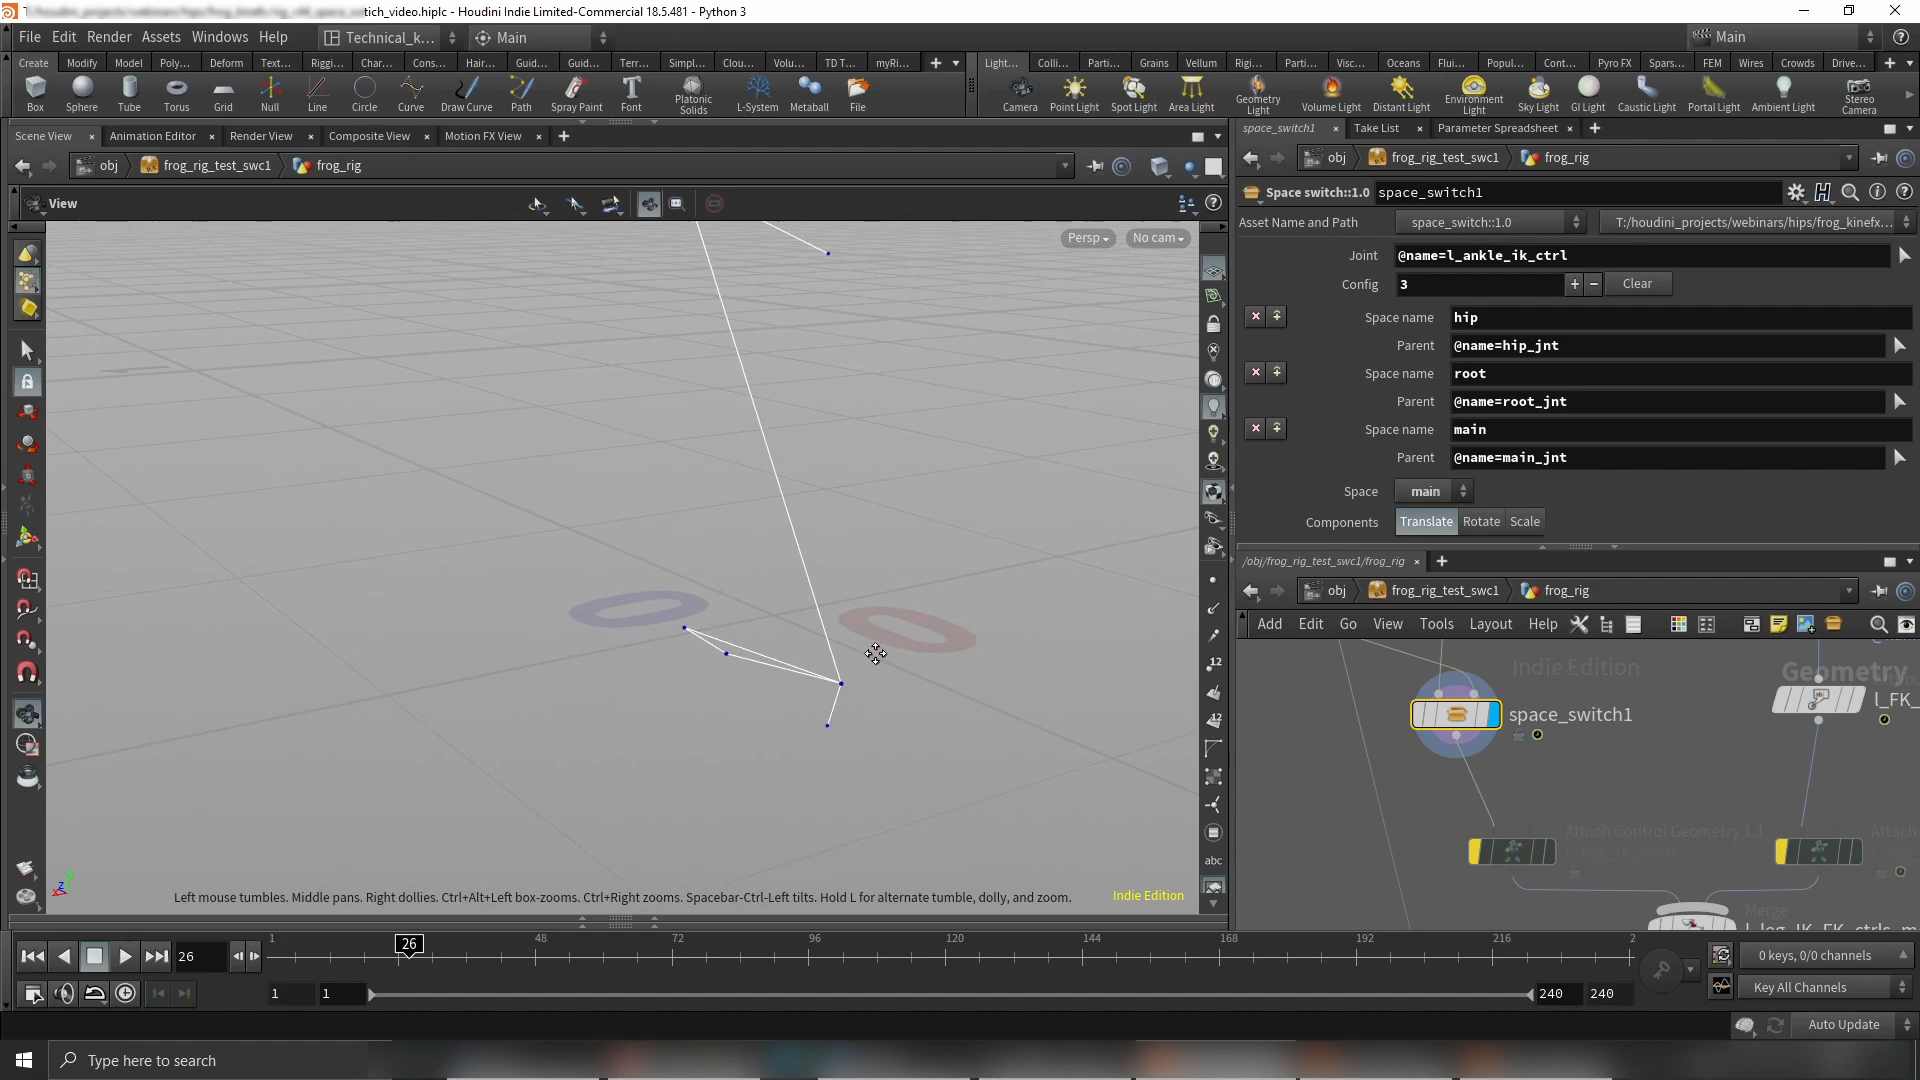 tich_video.hiplc - Houdini Indie Limited-Commercial 18.5.481 - Python 3
File Edit Render Assets Windows Help Technical_k... Main Main
Create Modify Model Poly... Deform Text... Riggi... Char... Cons... Hair... Guid... Guid... Terr... Simpl... Clou... Volu... TD T... myRi... Light... Colli... Parti... Grains Vellum Rigi... Parti... Visc... Oceans Flui... Popul... Cont... Pyro FX Spars... FEM Wires Crowds Drive...
Box Sphere Tube Torus Grid Null Line Circle Curve Draw Curve Path Spray Paint Font Platonic Solids L-System Metaball File Camera Point Light Spot Light Area Light Geometry Light Volume Light Distant Light Environment Light Sky Light GI Light Caustic Light Portal Light Ambient Light Stereo Camera
Scene View Animation Editor Render View Composite View Motion FX View
obj frog_rig_test_swc1 frog_rig
View
Persp No cam
Left mouse tumbles. Middle pans. Right dollies. Ctrl+Alt+Left box-zooms. Ctrl+Right zooms. Spacebar-Ctrl-Left tilts. Hold L for alternate tumble, dolly, and zoom.
Indie Edition
12
12
abc
space_switch1 Take List Parameter Spreadsheet
obj frog_rig_test_swc1 frog_rig
Space switch::1.0 space_switch1
Asset Name and Path space_switch::1.0 T:/houdini_projects/webinars/hips/frog_kinefx...
Joint @name=l_ankle_ik_ctrl
Config 3 + - Clear
Space name hip
Parent @name=hip_jnt
Space name root
Parent @name=root_jnt
Space name main
Parent @name=main_jnt
Space main
Components Translate Rotate Scale
/obj/frog_rig_test_swc1/frog_rig
obj frog_rig_test_swc1 frog_rig
Add Edit Go View Tools Layout Help
Indie Edition
Geometry
space_switch1
l_FK_
Attach Control Geometry 1.1
Attach
Merge
26 1 26 48 72 96 120 144 168 192 216 2
1 1 240 240
0 keys, 0/0 channels
Key All Channels
Auto Update
Type here to search